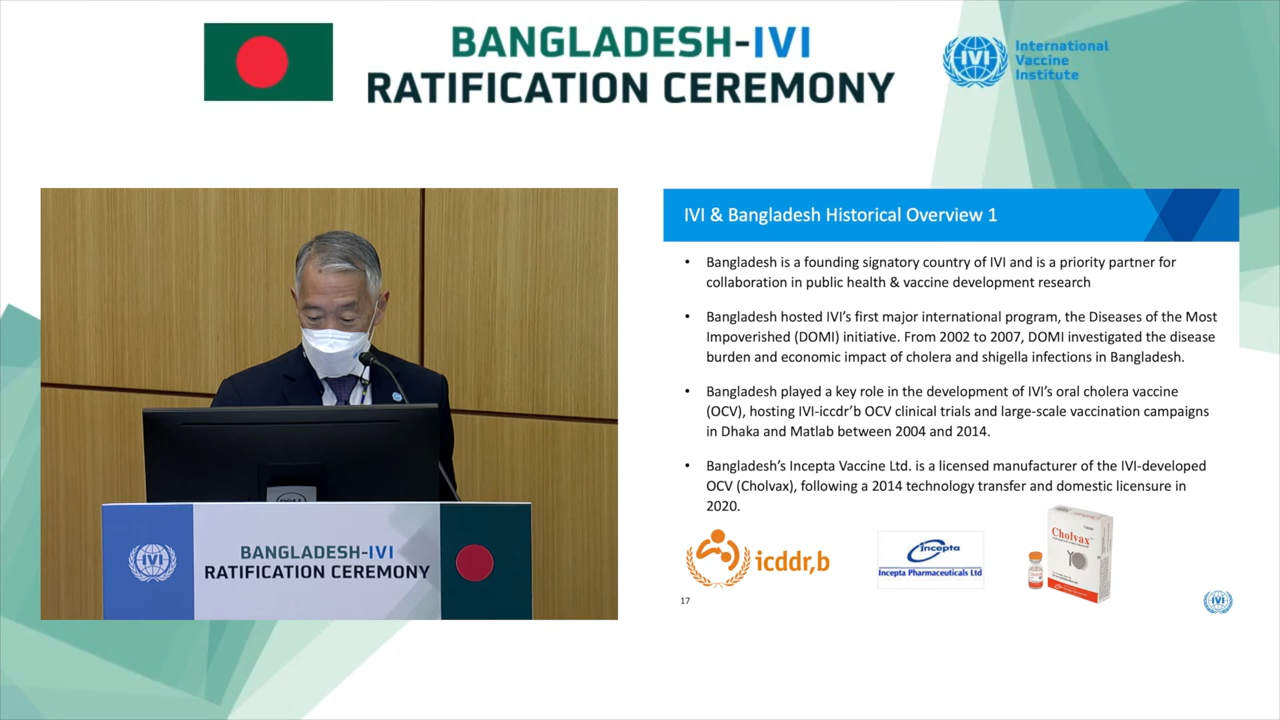 BANGLADESH-IVI
RATIFICATION CEREMONY
IVI
International
Vaccine
Institute
IVI & Bangladesh Historical Overview 1
• Bangladesh is a founding signatory country of IVI and is a priority partner for
collaboration in public health & vaccine development research
• Bangladesh hosted IVI's first major international program, the Diseases of the Most
Impoverished (DOMI) initiative. From 2002 to 2007, DOMI investigated the disease
burden and economic impact of cholera and shigella infections in Bangladesh.
• Bangladesh played a key role in the development of IVI's oral cholera vaccine
(OCV), hosting IVI-iccdr'b OCV clinical trials and large-scale vaccination campaigns
in Dhaka and Matlab between 2004 and 2014.
• Bangladesh's Incepta Vaccine Ltd. is a licensed manufacturer of the IVI-developed
OCV (Cholvax), following a 2014 technology transfer and domestic licensure in
2020.
icddr,b
incepta
Incepta Pharmaceuticals Ltd
Cholvax
17
IVI
IVI
BANGLADESH-IVI
RATIFICATION CEREMONY